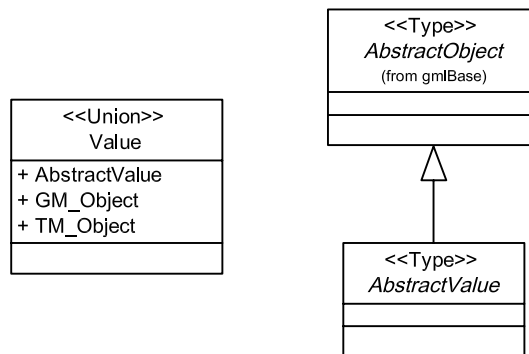 <<Union>>
Value
+ AbstractValue
+ GM_Object
+ TM_Object
<<Type>>
AbstractObject
(from gmlBase)
<<Type>>
AbstractValue